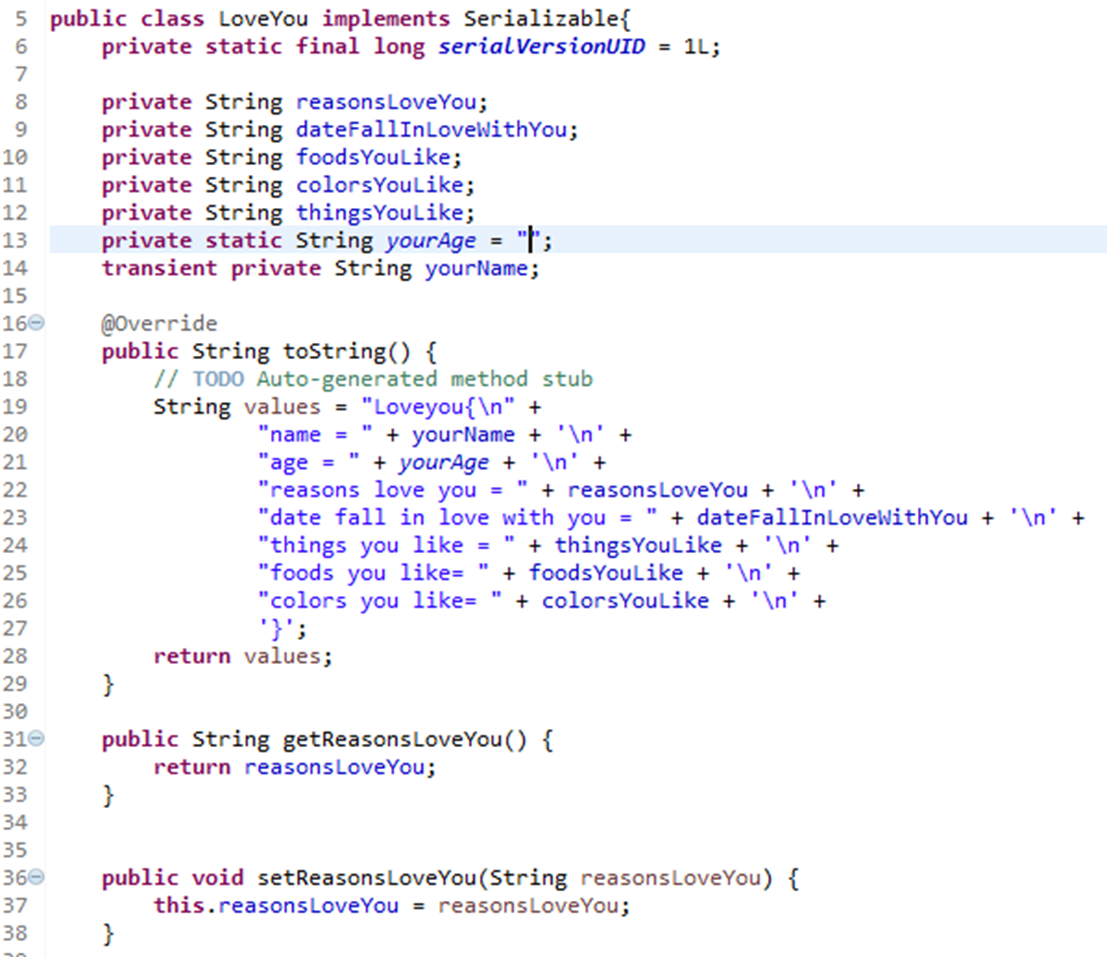 5 public class LoveYou implements Serializable{
6     private static final long serialVersionUID = 1L;
7
8     private String reasonsLoveYou;
9     private String dateFallInLoveWithYou;
10     private String foodsYouLike;
11     private String colorsYouLike;
12     private String thingsYouLike;
13     private static String yourAge = "";
14     transient private String yourName;
15
16     @Override
17     public String toString() {
18         // TODO Auto-generated method stub
19         String values = "Loveyou{\n" +
20                 "name = " + yourName + '\n' +
21                 "age = " + yourAge + '\n' +
22                 "reasons love you = " + reasonsLoveYou + '\n' +
23                 "date fall in love with you = " + dateFallInLoveWithYou + '\n' +
24                 "things you like = " + thingsYouLike + '\n' +
25                 "foods you like= " + foodsYouLike + '\n' +
26                 "colors you like= " + colorsYouLike + '\n' +
27                 '}';
28         return values;
29     }
30
31     public String getReasonsLoveYou() {
32         return reasonsLoveYou;
33     }
34
35
36     public void setReasonsLoveYou(String reasonsLoveYou) {
37         this.reasonsLoveYou = reasonsLoveYou;
38     }